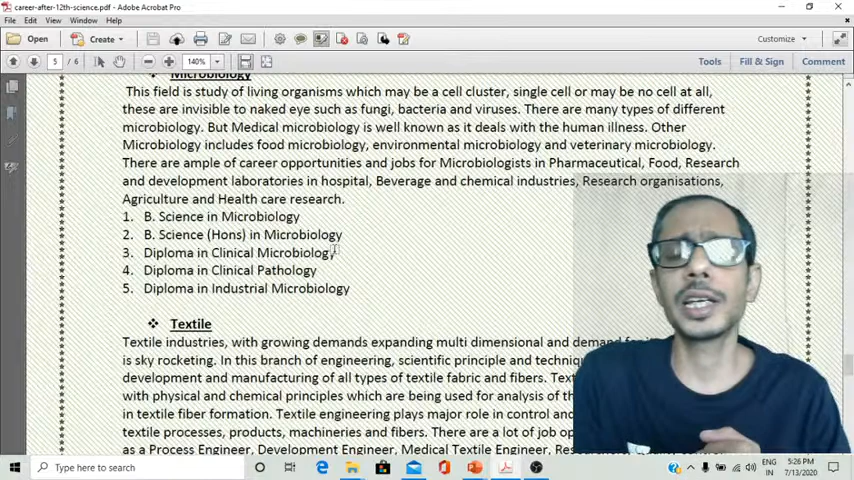 career-after-12th-science.pdf - Adobe Acrobat Pro
File Edit View Window Help
Open Create Customize
5 / 6 140% Tools Fill & Sign Comment
Microbiology
This field is study of living organisms which may be a cell cluster, single cell or may be no cell at all,
these are invisible to naked eye such as fungi, bacteria and viruses. There are many types of different
microbiology. But Medical microbiology is well known as it deals with the human illness. Other
Microbiology includes food microbiology, environmental microbiology and veterinary microbiology.
There are ample of career opportunities and jobs for Microbiologists in Pharmaceutical, Food, Research
and development laboratories in hospital, Beverage and chemical industries, Research organisations,
Agriculture and Health care research.
1. B. Science in Microbiology
2. B. Science (Hons) in Microbiology
3. Diploma in Clinical Microbiology
4. Diploma in Clinical Pathology
5. Diploma in Industrial Microbiology
❖ Textile
Textile industries, with growing demands expanding multi dimensional and demand for
is sky rocketing. In this branch of engineering, scientific principle and
development and manufacturing of all types of textile fabric and fibers.
with physical and chemical principles which are being used for analysis of
in textile fiber formation. Textile engineering plays major role in control and
textile processes, products, machineries and fibers. There are a lot of job
as a Process Engineer, Development Engineer, Medical Textile Engineer,
Type here to search
ENG 5:26 PM
IN 7/13/2020